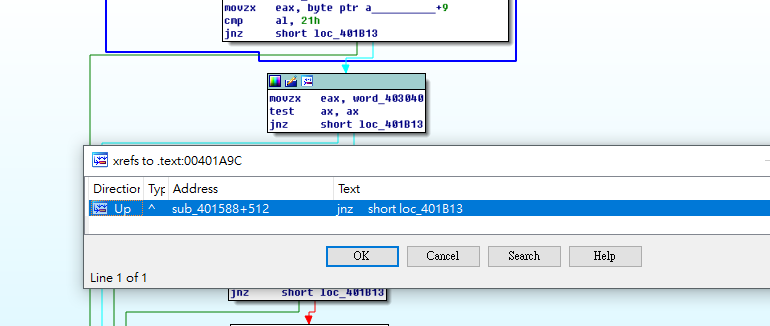 movzx eax, byte ptr a__________+9
cmp al, 21h
jnz short loc_401B13
movzx eax, word_403040
test ax, ax
jnz short loc_401B13
xrefs to .text:00401A9C
Direction Typ Address Text
Up ^ sub_401588+512 jnz short loc_401B13
OK Cancel Search Help
Line 1 of 1
jnz short loc_401B13